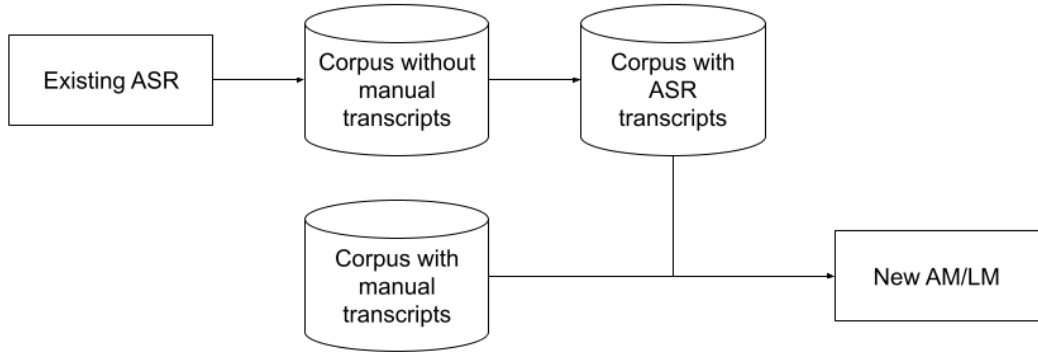 Existing ASR
Corpus without
manual
transcripts
Corpus with
ASR
transcripts
Corpus with
manual
transcripts
New AM/LM